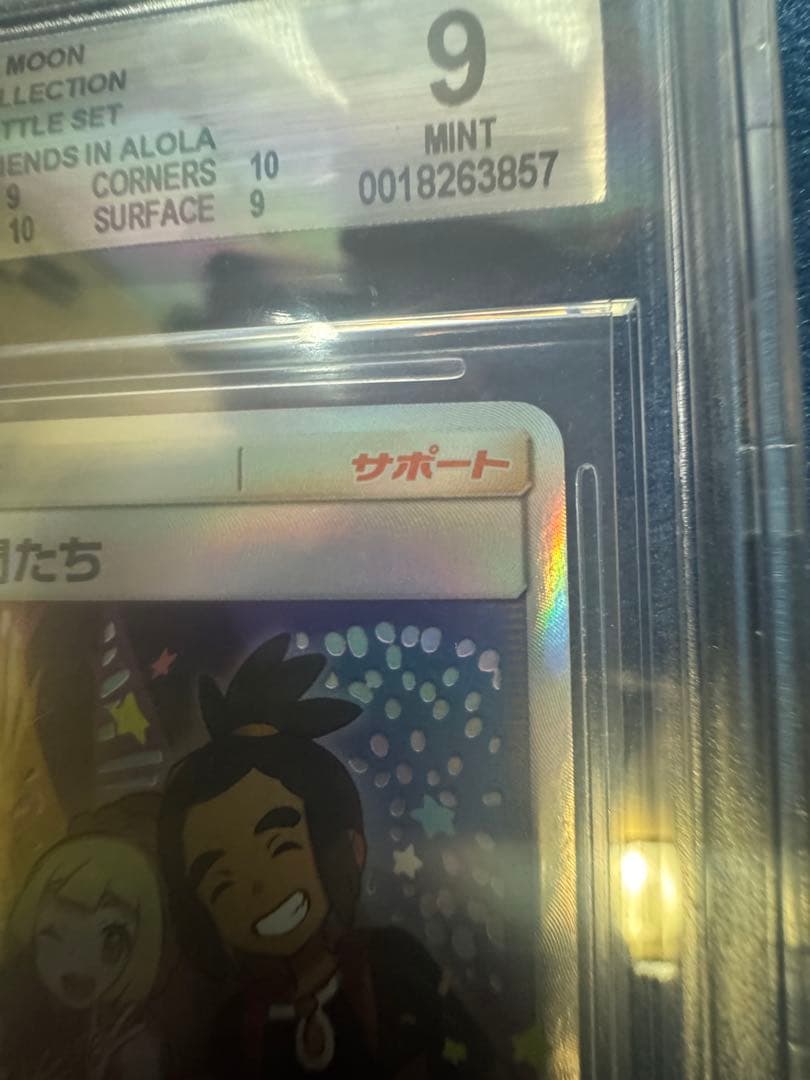 MOON
LLECTION
TTLE SET
IENDS IN ALOLA
9 CORNERS 10
10 SURFACE 9
9
MINT
0018263857
サポート
間たち